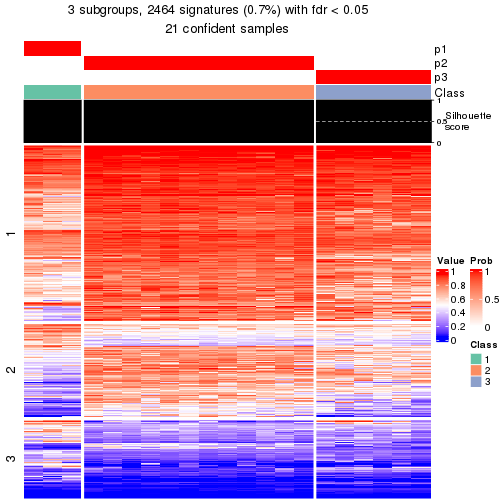 3 subgroups, 2464 signatures (0.7%) with fdr < 0.05
21 confident samples
p1
p2
p3
Class
1
0.5
0
Silhouette
score
1
2
3
Value
1
0.8
0.6
0.4
0.2
0
Prob
1
0.5
0
Class
1
2
3